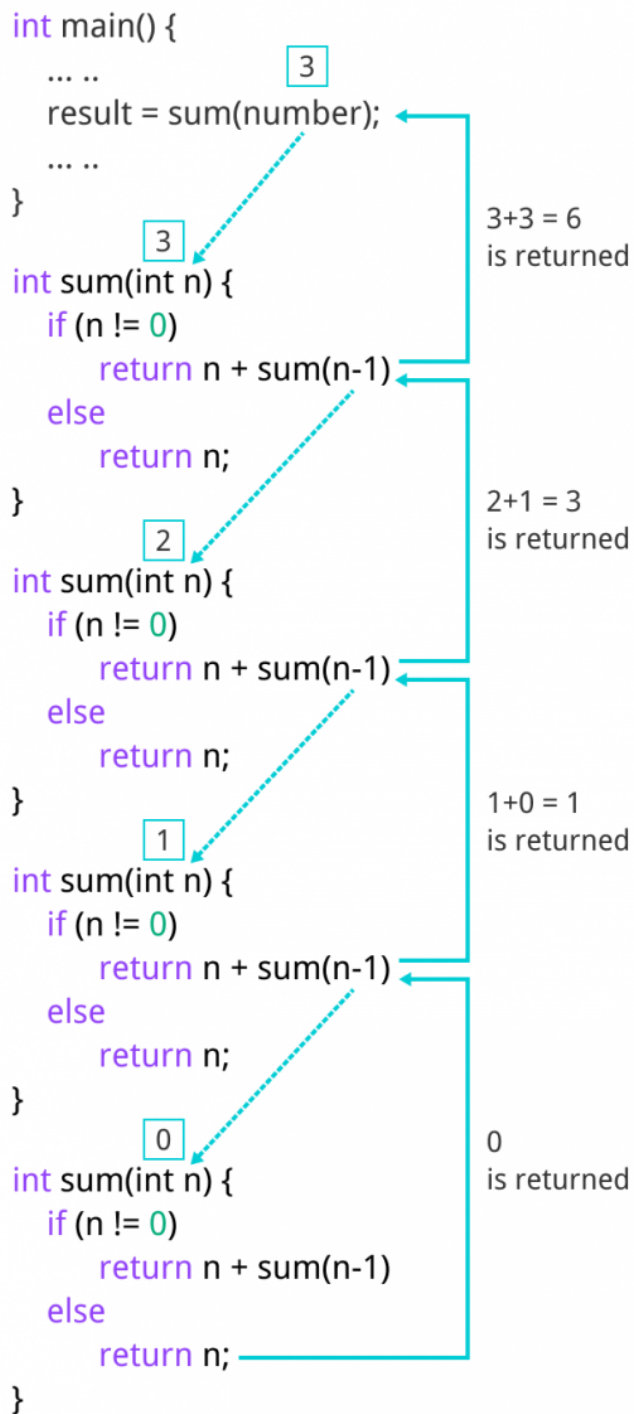 int main() {
... ..
3
result = sum(number);
... ..
}
3+3 = 6
is returned
3
int sum(int n) {
if (n != 0)
return n + sum(n-1)
else
return n;
}
2+1 = 3
is returned
2
int sum(int n) {
if (n != 0)
return n + sum(n-1)
else
return n;
}
1+0 = 1
is returned
1
int sum(int n) {
if (n != 0)
return n + sum(n-1)
else
return n;
}
0
is returned
0
int sum(int n) {
if (n != 0)
return n + sum(n-1)
else
return n;
}